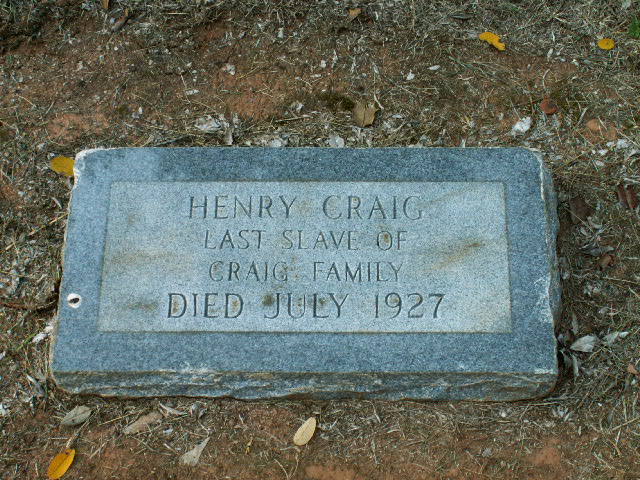 HENRY CRAIG
LAST SLAVE OF
CRAIG FAMILY
DIED JULY 1927